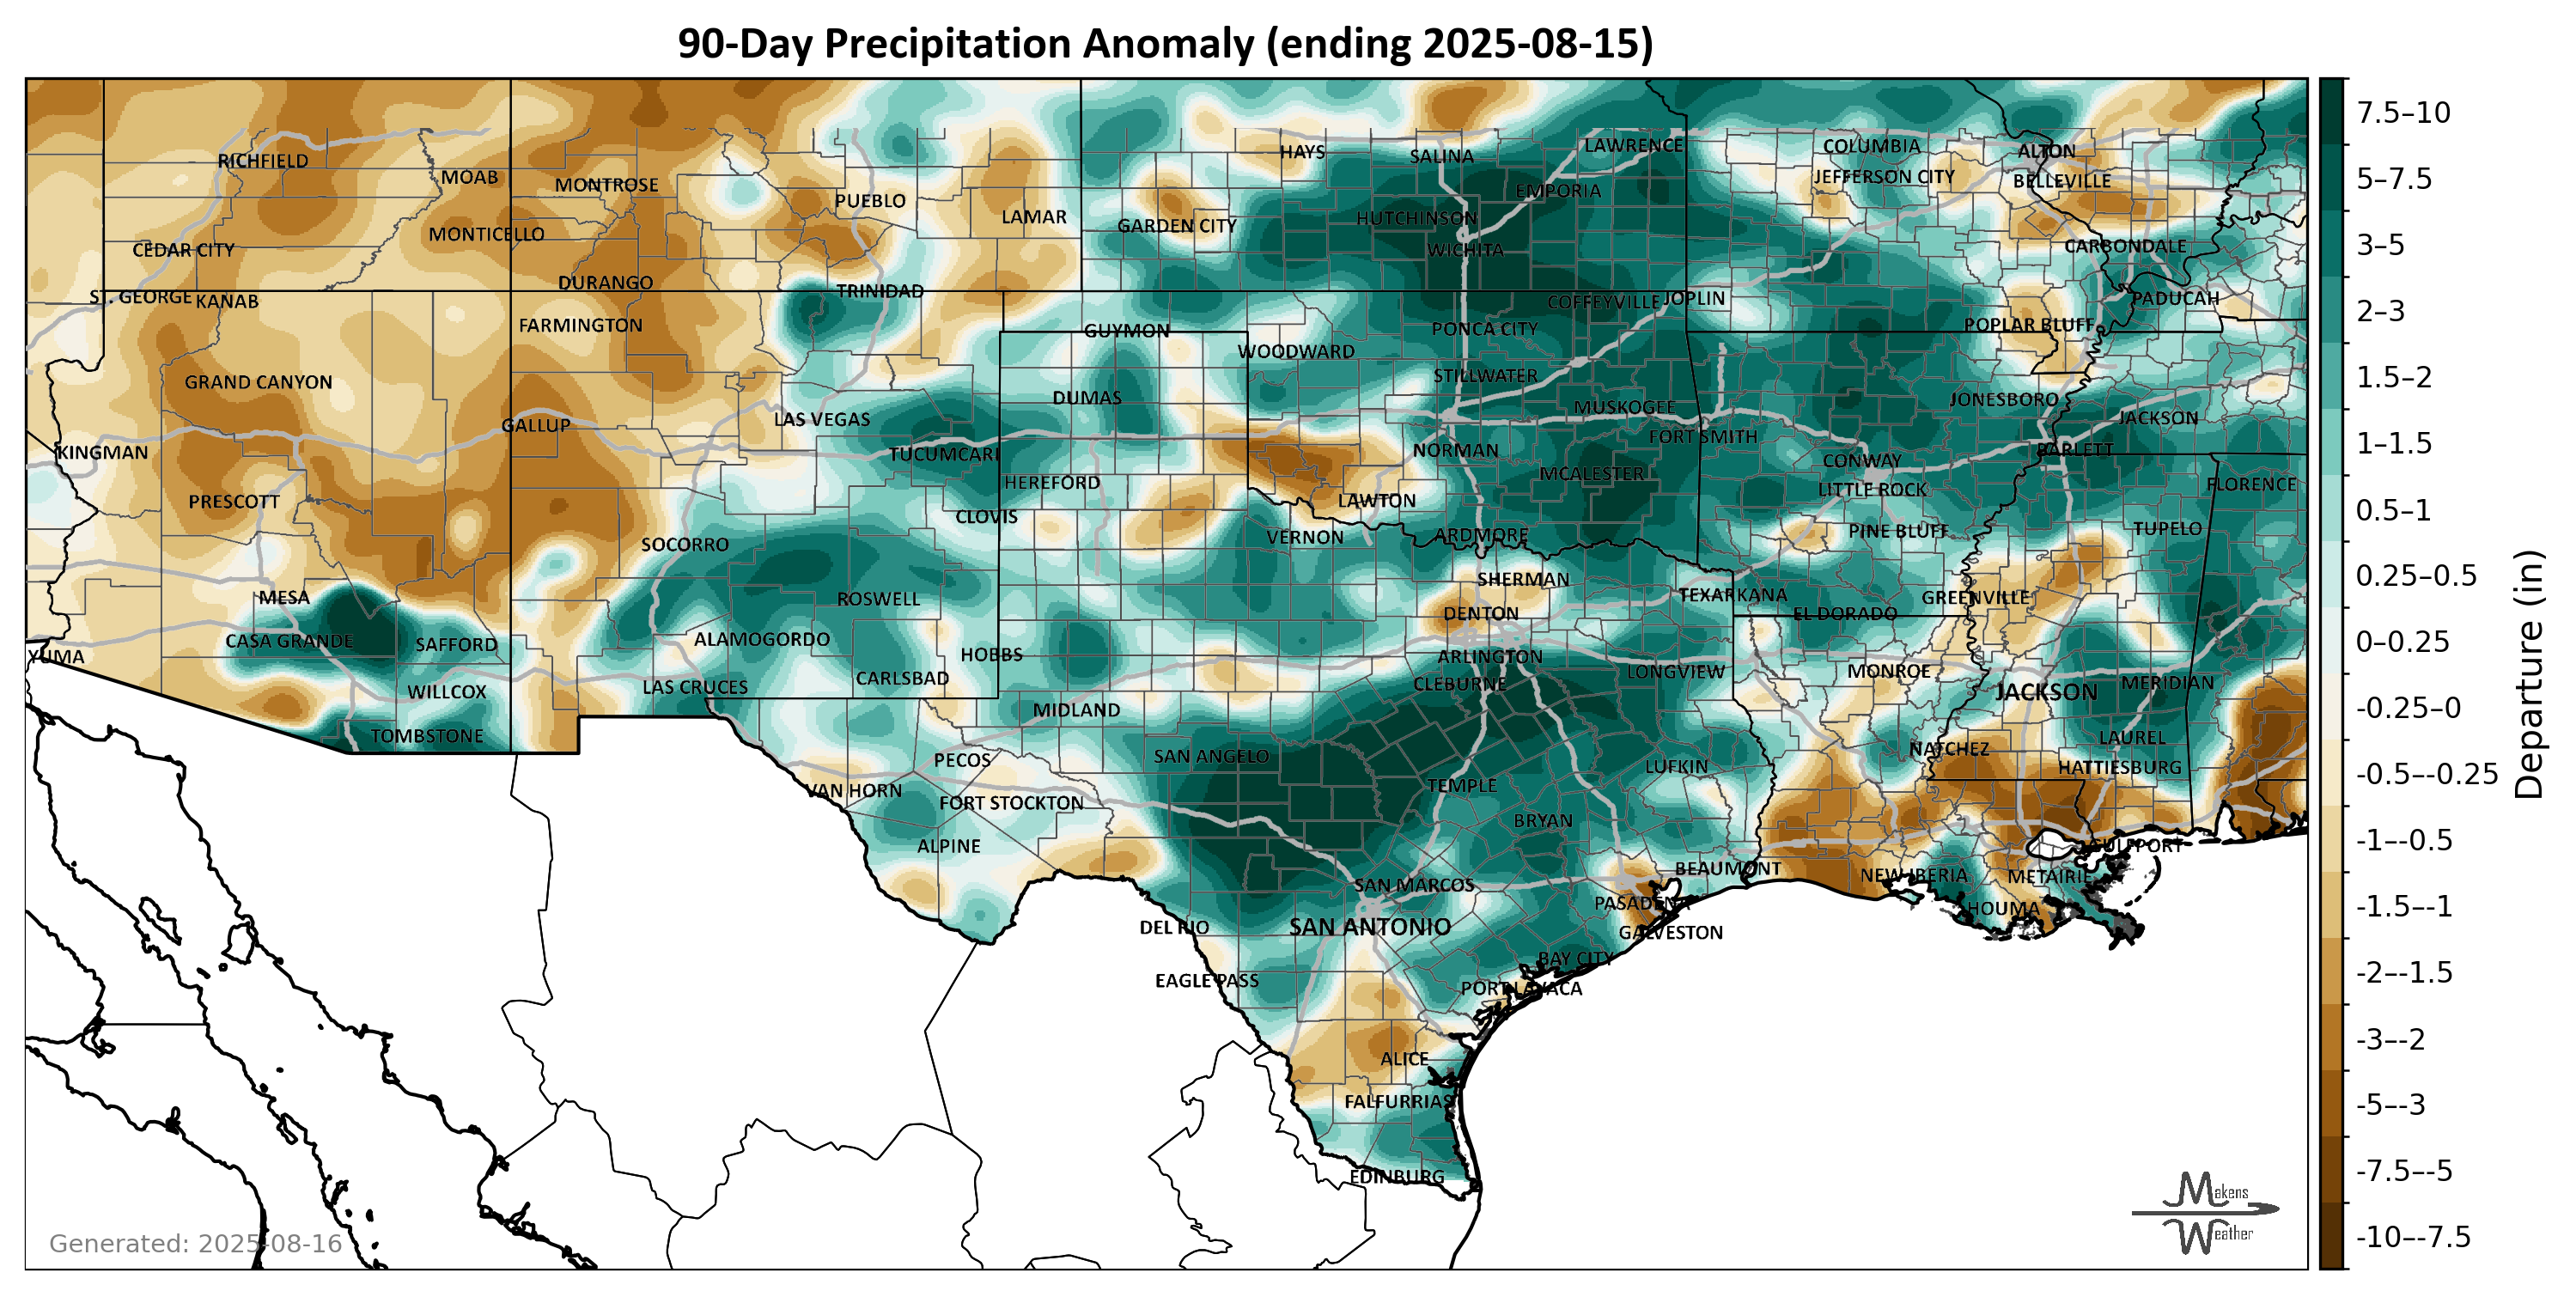 90-Day Precipitation Anomaly (ending 2025-08-15)
RICHFIELD
MOAB
MONTROSE
PUEBLO
LAMAR
MONTICELLO
CEDAR CITY
DURANGO
TRINIDAD
ST. GEORGE
KANAB
FARMINGTON
GRAND CANYON
GALLUP
LAS VEGAS
TUCUMCARI
KINGMAN
PRESCOTT
CLOVIS
SOCORRO
MESA
ROSWELL
CASA GRANDE
SAFFORD
ALAMOGORDO
YUMA
HOBBS
CARLSBAD
WILLCOX
LAS CRUCES
TOMBSTONE
HAYS
SALINA
LAWRENCE
EMPORIA
GARDEN CITY
HUTCHINSON
WICHITA
COFFEYVILLE
JOPLIN
GUYMON
PONCA CITY
WOODWARD
STILLWATER
DUMAS
MUSKOGEE
FORT SMITH
NORMAN
MCALESTER
HEREFORD
LAWTON
VERNON
ARDMORE
SHERMAN
DENTON
TEXARKANA
ARLINGTON
CLEBURNE
LONGVIEW
MIDLAND
SAN ANGELO
PECOS
LUFKIN
TEMPLE
VAN HORN
FORT STOCKTON
BRYAN
ALPINE
BEAUMONT
SAN MARCOS
PASADENA
DEL RIO
SAN ANTONIO
GALVESTON
BAY CITY
EAGLE PASS
PORT LAVACA
ALICE
FALFURRIAS
EDINBURG
COLUMBIA
ALTON
JEFFERSON CITY
BELLEVILLE
CARBONDALE
PADUCAH
POPLAR BLUFF
JONESBORO
JACKSON
BARLETT
CONWAY
LITTLE ROCK
FLORENCE
PINE BLUFF
TUPELO
GREENVILLE
EL DORADO
MONROE
JACKSON
MERIDIAN
NATCHEZ
LAUREL
HATTIESBURG
GULFPORT
NEW IBERIA
METAIRIE
HOUMA
7.5–10
5–7.5
3–5
2–3
1.5–2
1–1.5
0.5–1
0.25–0.5
0–0.25
-0.25–0
-0.5–-0.25
-1–-0.5
-1.5–-1
-2–-1.5
-3–-2
-5–-3
-7.5–-5
-10–-7.5
Departure (in)
Makens
Weather
Generated: 2025-08-16